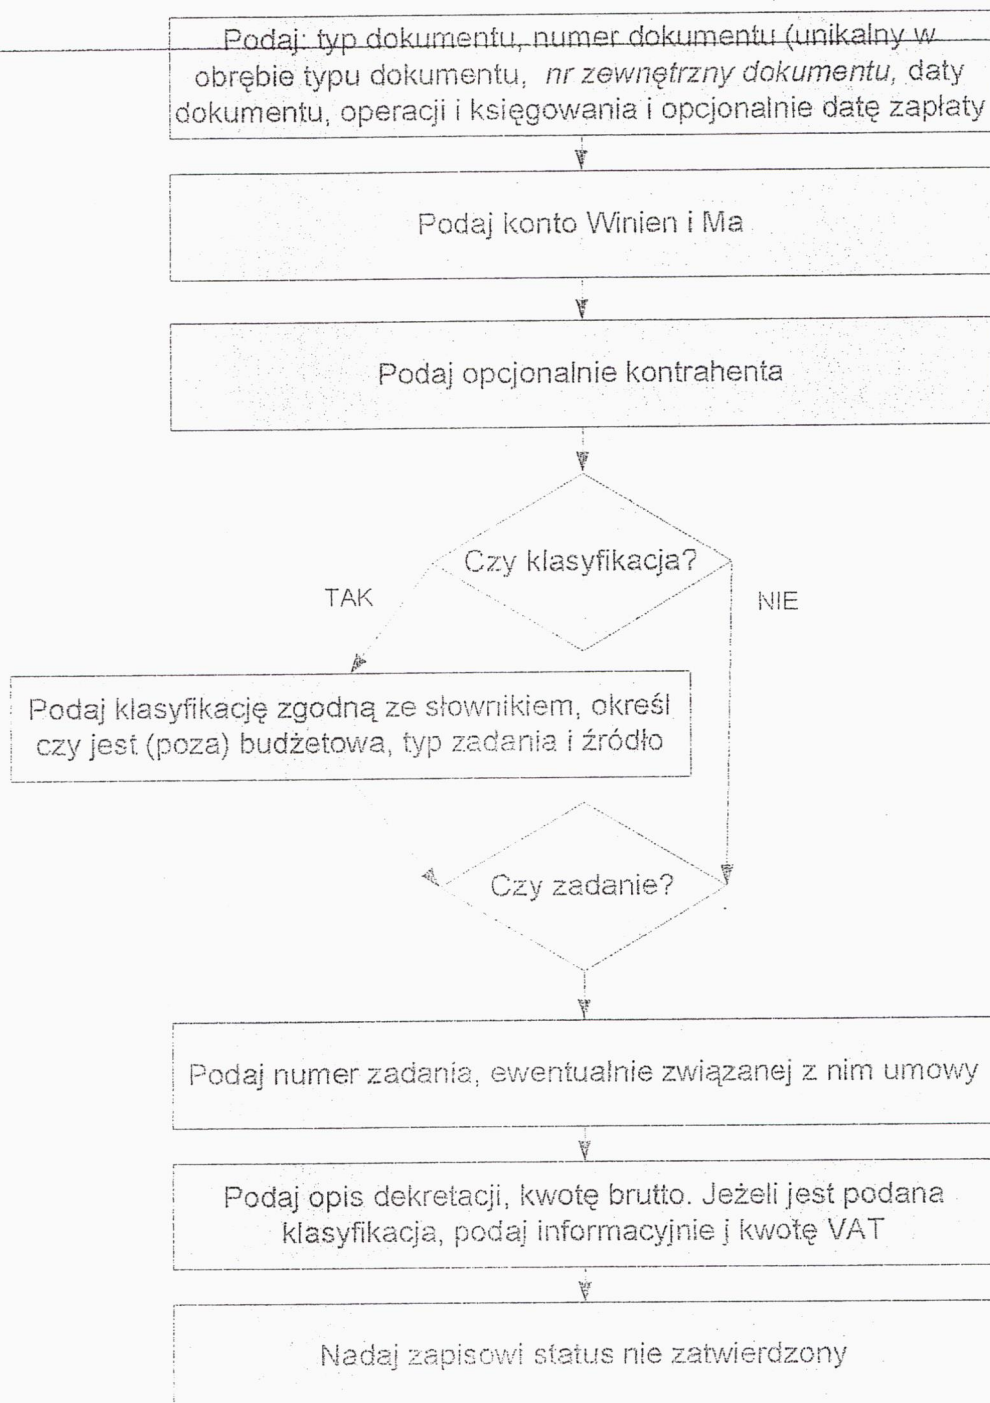 Podaj: typ dokumentu, numer dokumentu (unikalny w
obrębie typu dokumentu, nr zewnętrzny dokumentu, daty
dokumentu, operacji i księgowania i opcjonalnie datę zapłaty
Podaj konto Winien i Ma
Podaj opcjonalnie kontrahenta
Czy klasyfikacja?
TAK
NIE
Podaj klasyfikację zgodną ze słownikiem, określ
czy jest (poza) budżetowa, typ zadania i źródło
Czy zadanie?
Podaj numer zadania, ewentualnie związanej z nim umowy
Podaj opis dekretacji, kwotę brutto. Jeżeli jest podana
klasyfikacja, podaj informacyjnie j kwotę VAT
Nadaj zapisowi status nie zatwierdzony